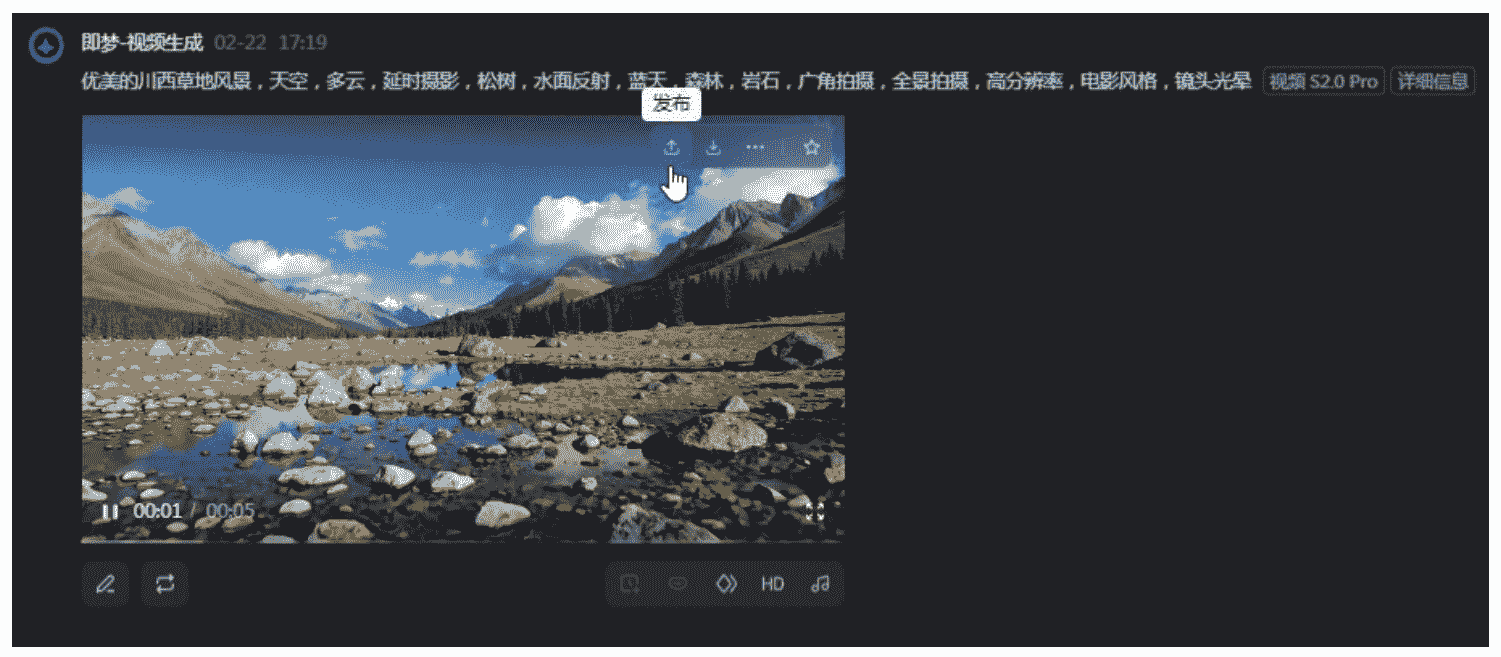 即梦-视频生成 02-22 17:19
优美的川西草地风景，天空，多云，延时摄影，松树，水面反射，蓝天，森林，岩石，广角拍摄，全景拍摄，高分辨率，电影风格，镜头光晕 视频 S2.0 Pro 详细信息
发布
00:01 / 00:05
HD